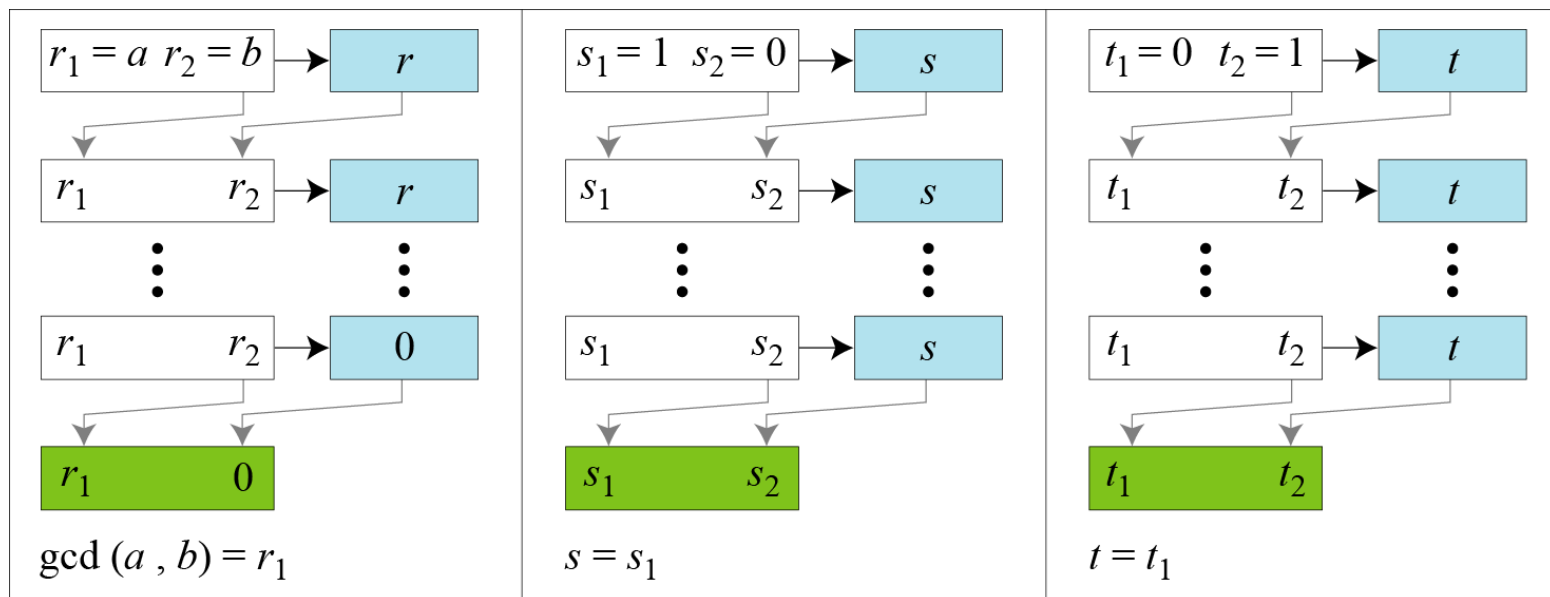 r₁ = a r₂ = b r
r₁ r₂ r
r₁ r₂ 0
r₁ 0
gcd (a , b) = r₁
s₁ = 1 s₂ = 0 s
s₁ s₂ s
s₁ s₂ s
s₁ s₂
s = s₁
t₁ = 0 t₂ = 1 t
t₁ t₂ t
t₁ t₂ t
t₁ t₂
t = t₁